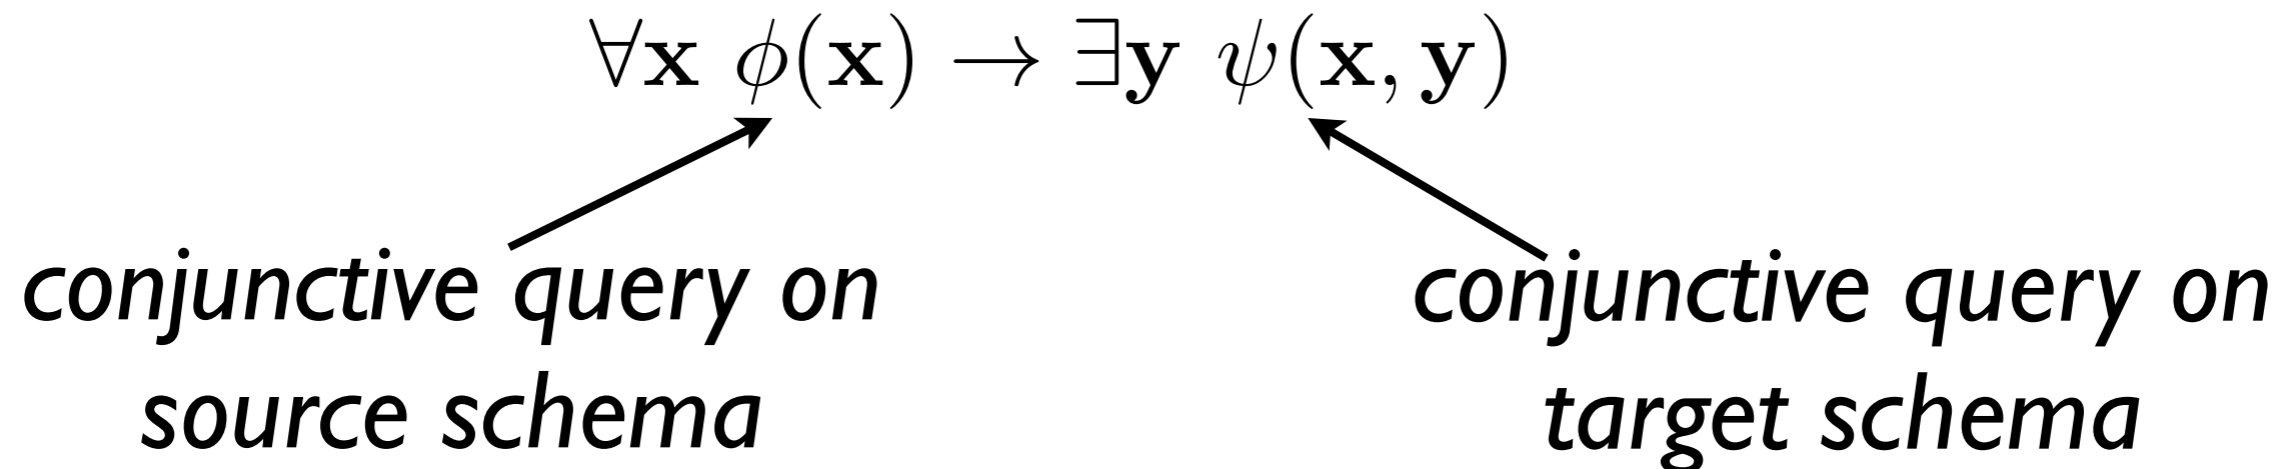 ∀x ϕ(x) → ∃y ψ(x, y)
conjunctive query on
source schema
conjunctive query on
target schema